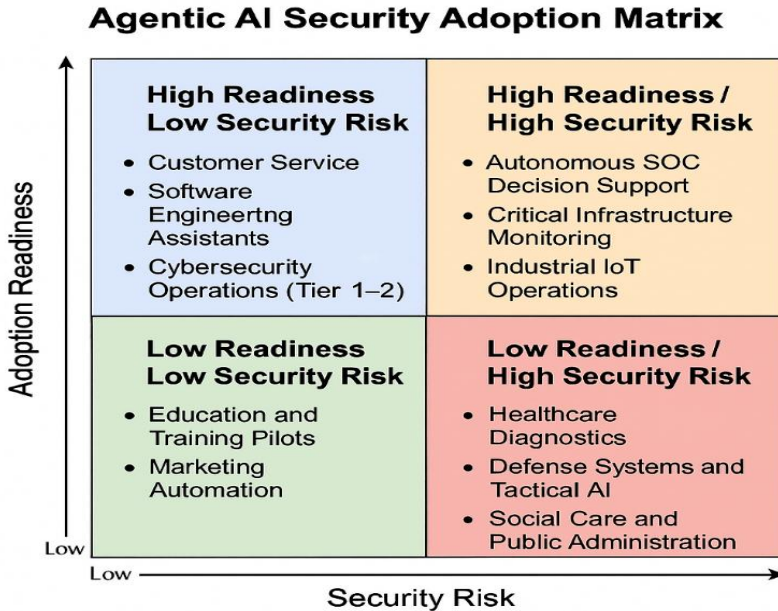 Agentic AI Security Adoption Matrix
Adoption Readiness
High Readiness
Low Security Risk
• Customer Service
• Software
Engineertng
Assistants
• Cybersecurity
Operations (Tier 1–2)
High Readiness /
High Security Risk
• Autonomous SOC
Decision Support
• Critical Infrastructure
Monitoring
• Industrial IoT
Operations
Low Readiness
Low Security Risk
• Education and
Training Pilots
• Marketing
Automation
Low Readiness /
High Security Risk
• Healthcare
Diagnostics
• Defense Systems and
Tactical AI
• Social Care and
Public Administration
Low
Low
Security Risk